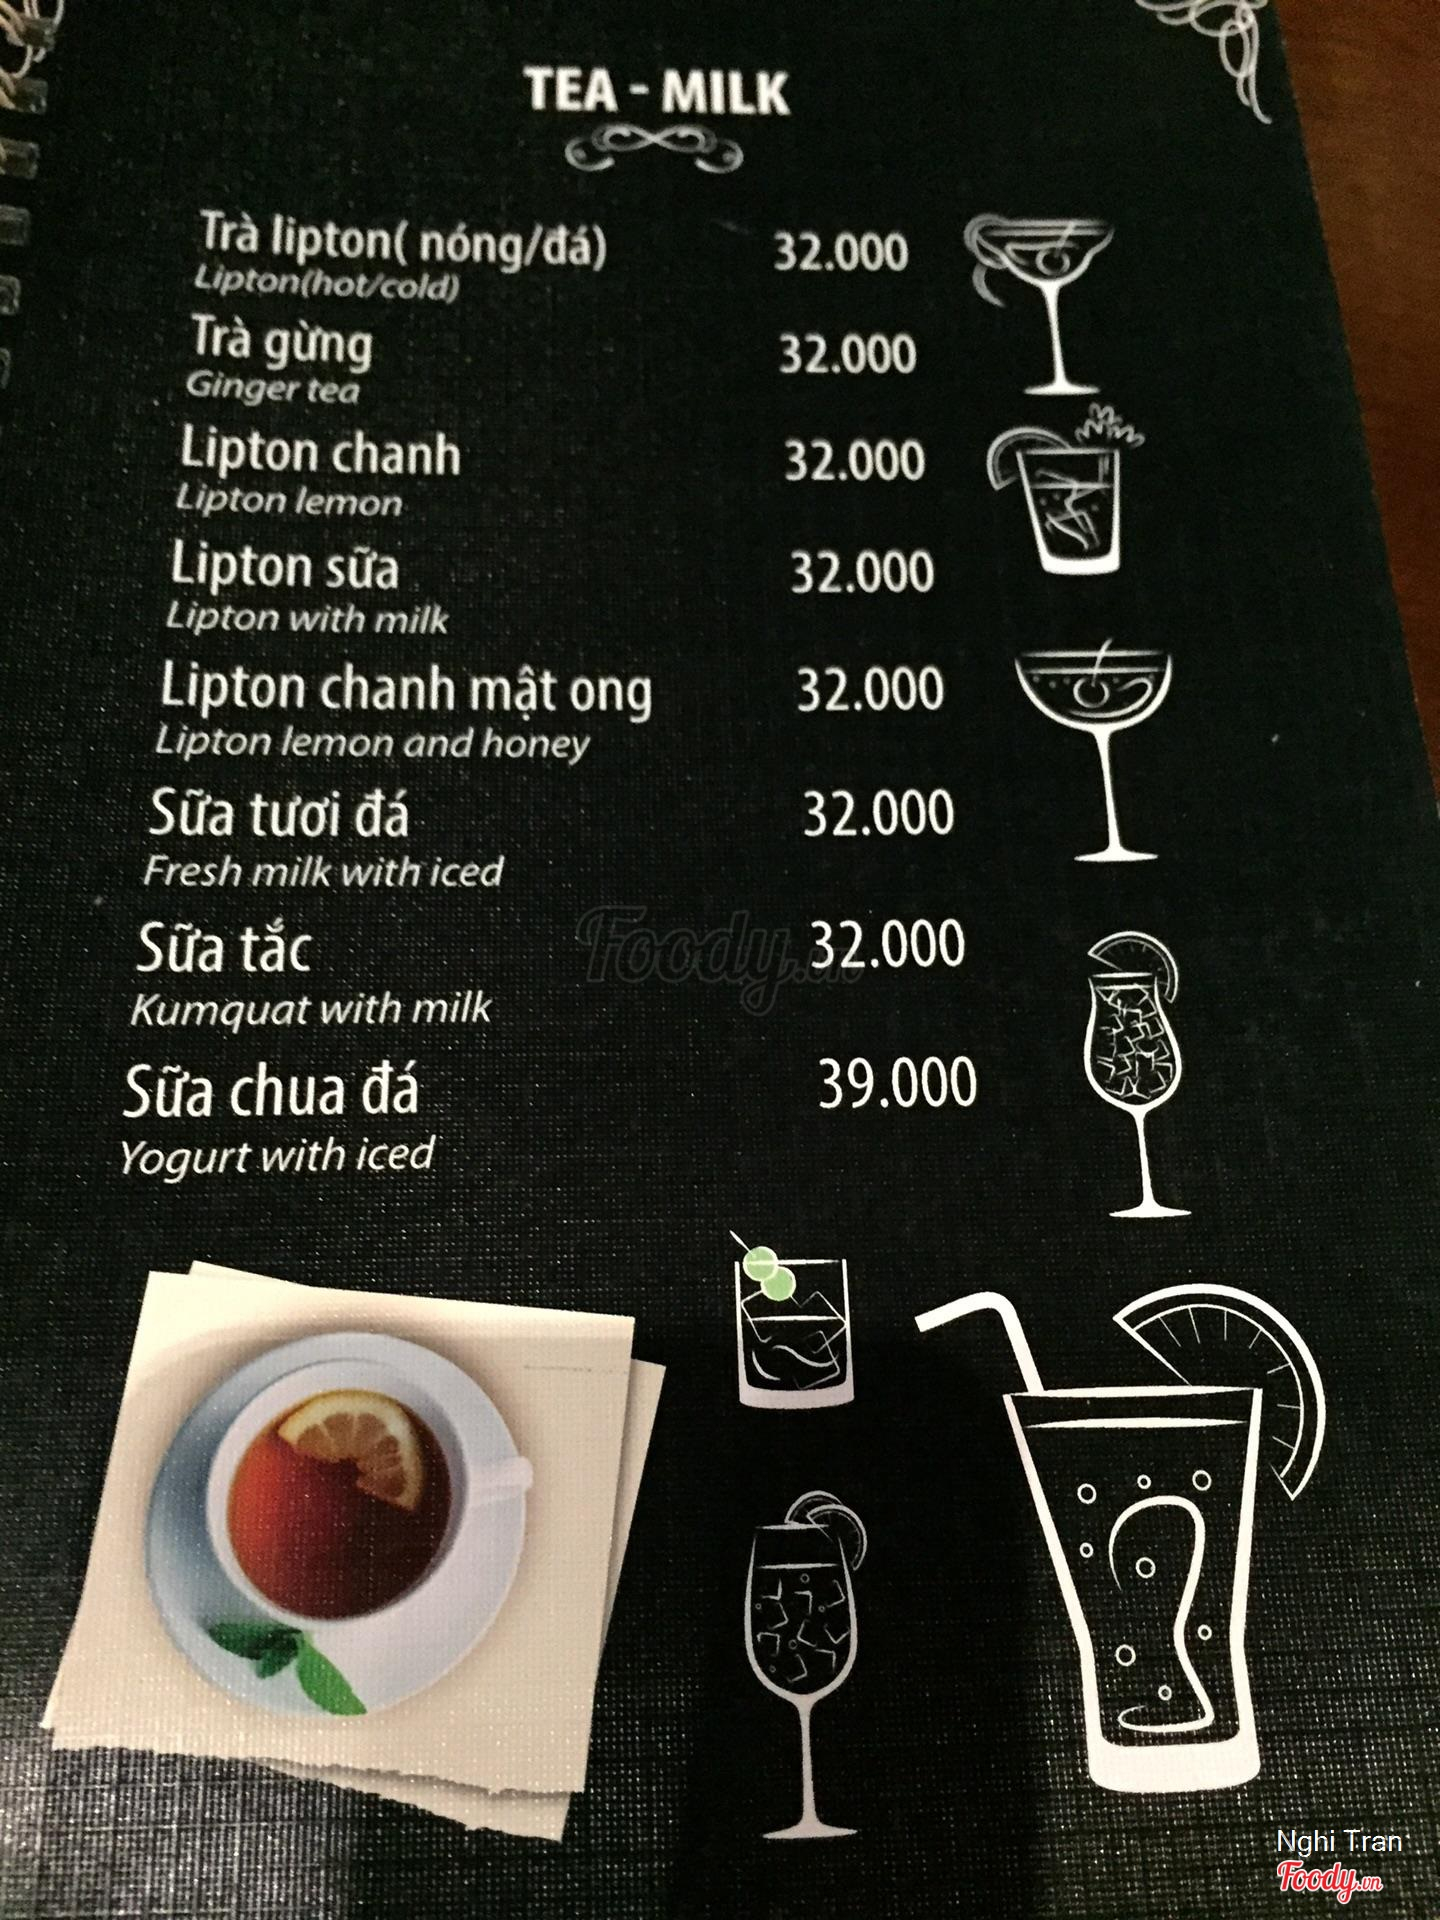 TEA - MILK
Trà lipton( nóng/đá) 32.000
Lipton(hot/cold)
Trà gừng 32.000
Ginger tea
Lipton chanh 32.000
Lipton lemon
Lipton sữa 32.000
Lipton with milk
Lipton chanh mật ong 32.000
Lipton lemon and honey
Sữa tươi đá 32.000
Fresh milk with iced
Sữa tắc 32.000
Kumquat with milk
Sữa chua đá 39.000
Yogurt with iced
Foody.vn
Nghi Tran
Foody.vn